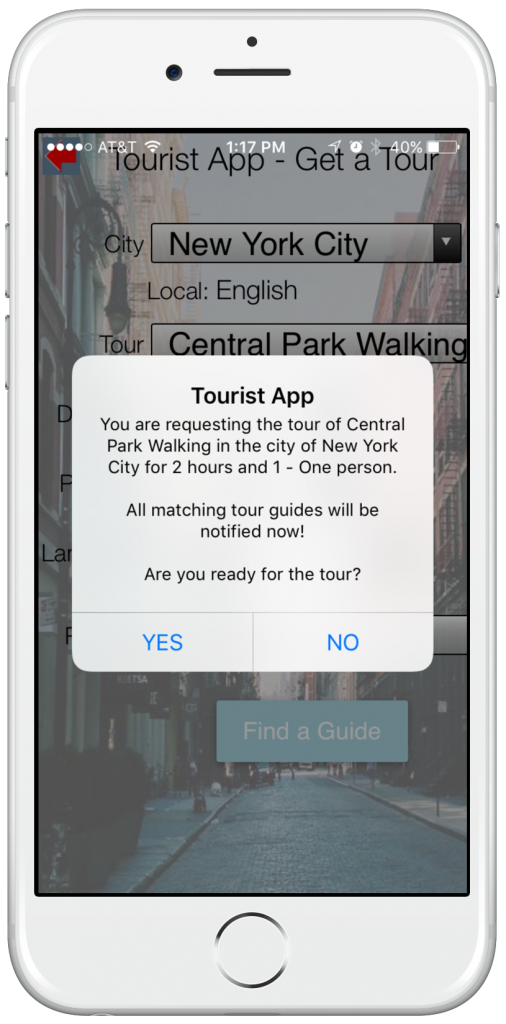 AT&T 1:17 PM 40%
Tourist App - Get a Tour
City New York City
Local: English
Tour Central Park Walking
Tourist App
You are requesting the tour of Central
Park Walking in the city of New York
City for 2 hours and 1 - One person.
All matching tour guides will be
notified now!
Are you ready for the tour?
YES NO
Find a Guide